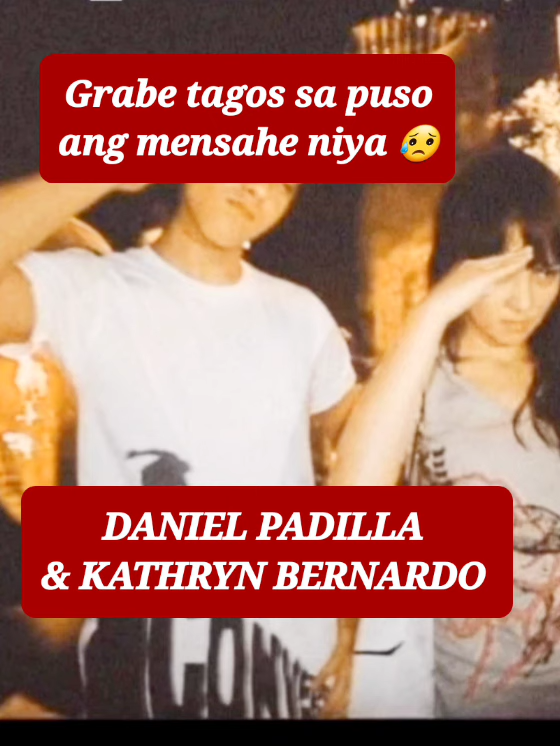 Grabe tagos sa puso
ang mensahe niya 😥
DANIEL PADILLA
& KATHRYN BERNARDO